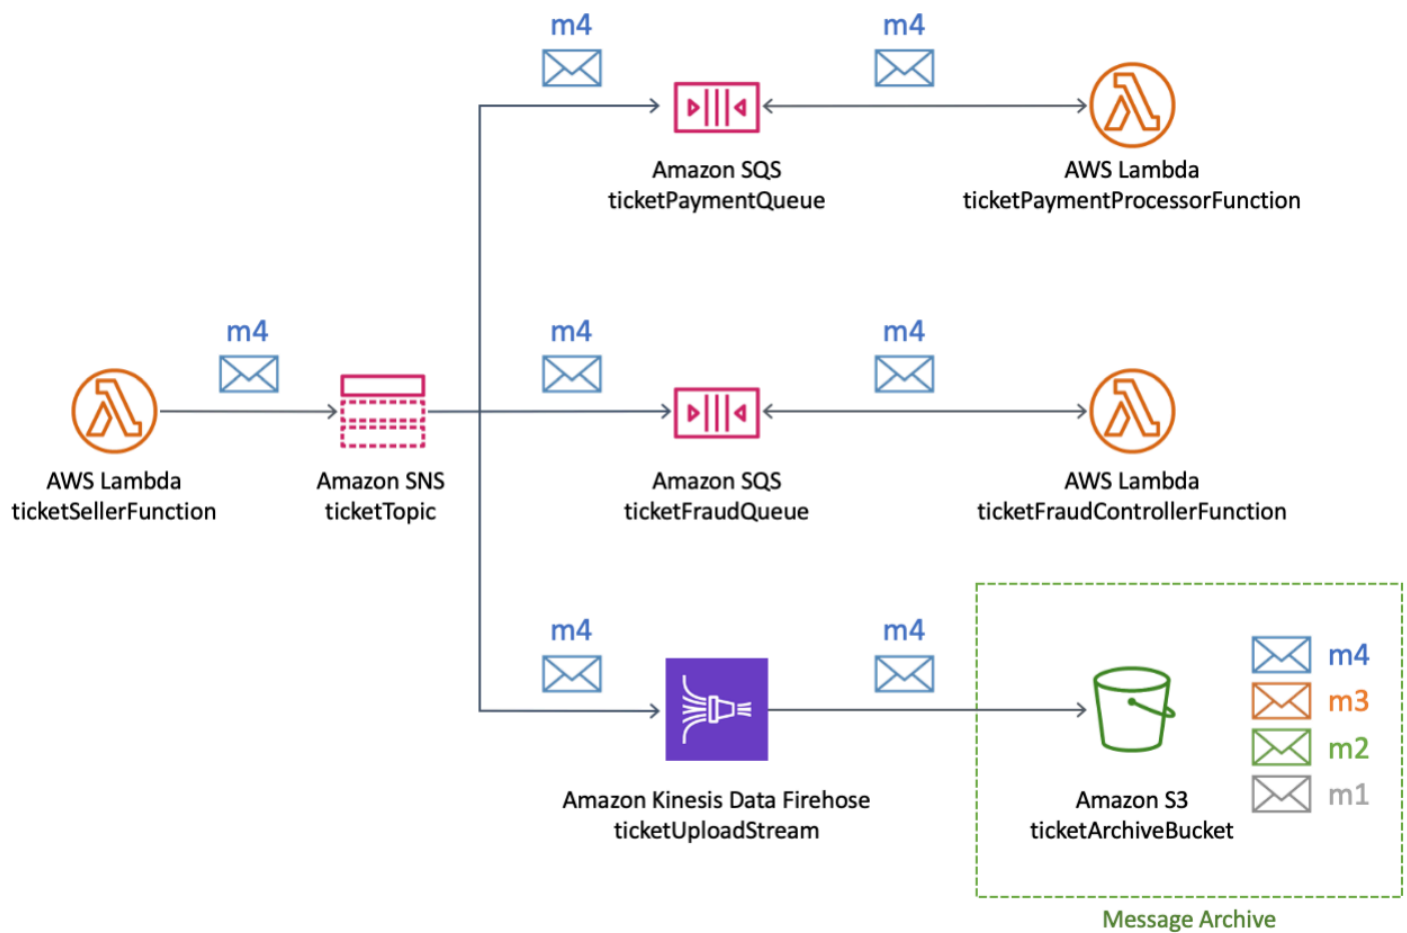 m4
m4
Amazon SQS
ticketPaymentQueue
AWS Lambda
ticketPaymentProcessorFunction
m4
m4
m4
AWS Lambda
ticketSellerFunction
Amazon SNS
ticketTopic
Amazon SQS
ticketFraudQueue
AWS Lambda
ticketFraudControllerFunction
m4
m4
Amazon Kinesis Data Firehose
ticketUploadStream
Amazon S3
ticketArchiveBucket
m4
m3
m2
m1
Message Archive